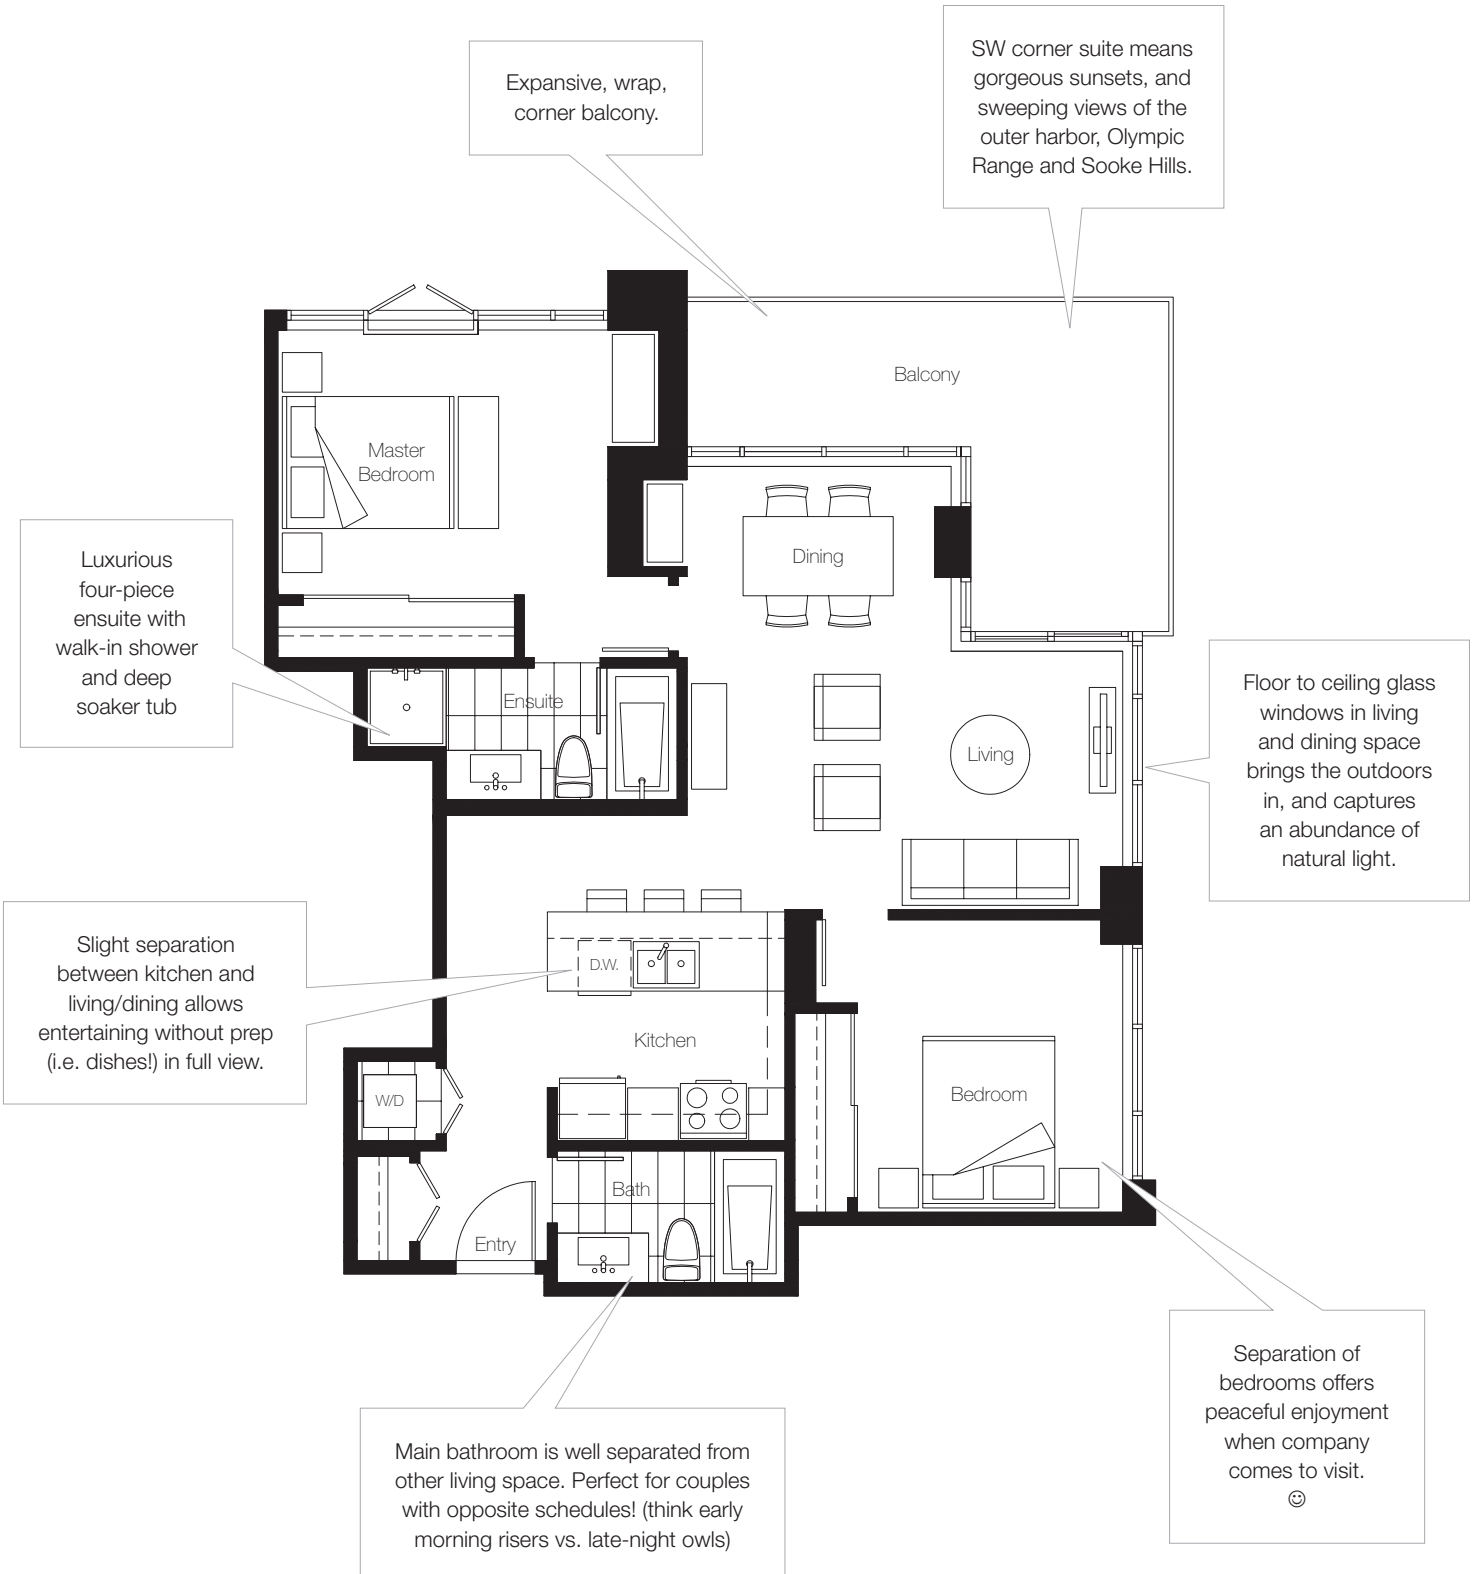 Expansive, wrap,
corner balcony.
SW corner suite means
gorgeous sunsets, and
sweeping views of the
outer harbor, Olympic
Range and Sooke Hills.
Balcony
Master
Bedroom
Dining
Luxurious
four-piece
ensuite with
walk-in shower
and deep
soaker tub
Ensuite
Living
Floor to ceiling glass
windows in living
and dining space
brings the outdoors
in, and captures
an abundance of
natural light.
Slight separation
between kitchen and
living/dining allows
entertaining without prep
(i.e. dishes!) in full view.
D.W.
Kitchen
W/D
Bedroom
Bath
Entry
Main bathroom is well separated from
other living space. Perfect for couples
with opposite schedules! (think early
morning risers vs. late-night owls)
Separation of
bedrooms offers
peaceful enjoyment
when company
comes to visit.
☺